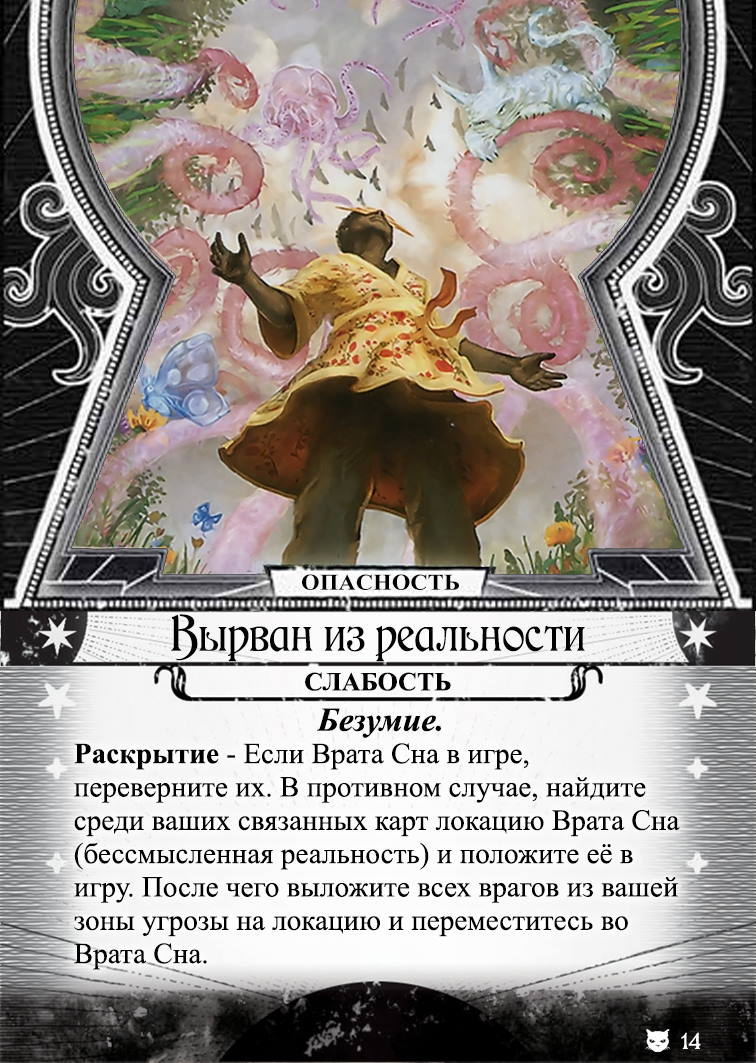 ОПАСНОСТЬ
Вырван из реальности
СЛАБОСТЬ
Безумие.
Раскрытие - Если Врата Сна в игре,
переверните их. В противном случае, найдите
среди ваших связанных карт локацию Врата Сна
(бессмысленная реальность) и положите её в
игру. После чего выложите всех врагов из вашей
зоны угрозы на локацию и переместитесь во
Врата Сна.
14